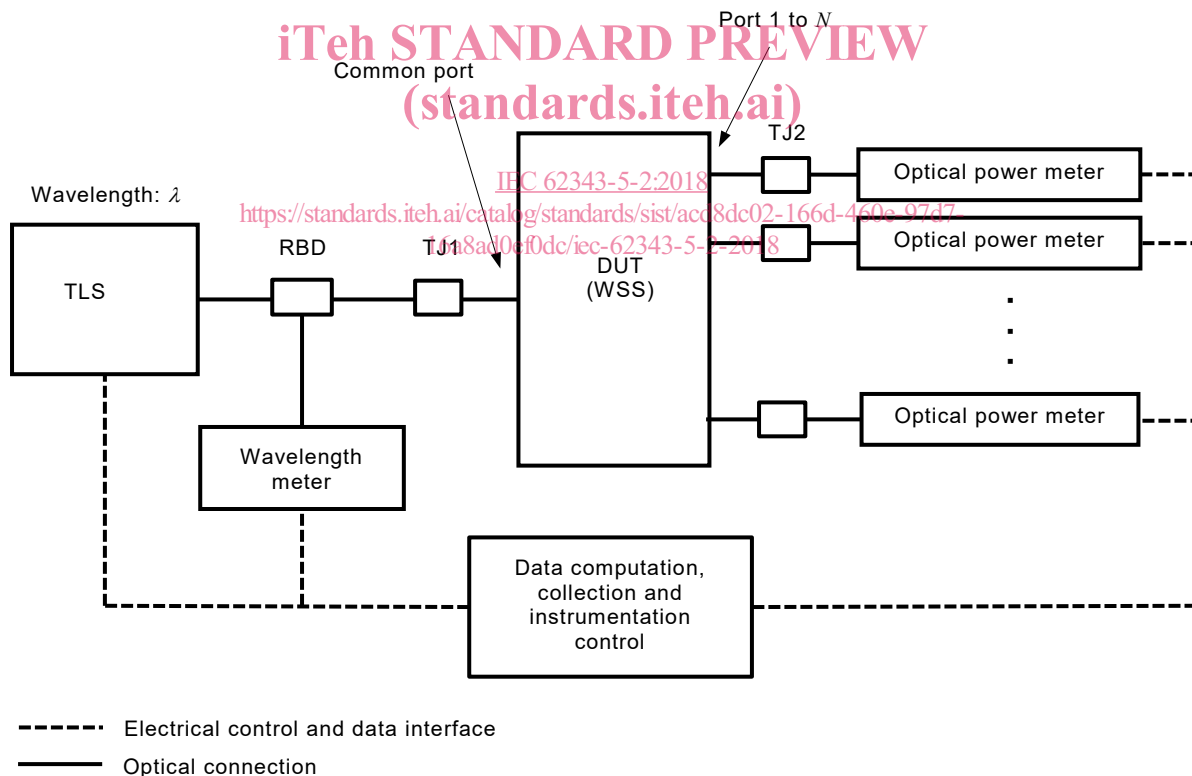 Port 1 to N
iTeh STANDARD PREVIEW
Common port
(standards.iteh.ai)
TJ2
Optical power meter
IEC 62343-5-2:2018
Wavelength: λ
https://standards.iteh.ai/catalog/standards/sist/acd8dc02-166d-460e-97d7-
Optical power meter
RBD
TJ1
16a8ad0ef0dc/iec-62343-5-2-2018
DUT
(WSS)
TLS
.
.
.
Optical power meter
Wavelength
meter
Data computation,
collection and
instrumentation
control
Electrical control and data interface
Optical connection